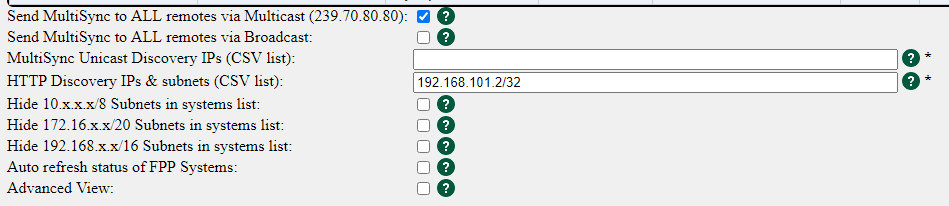 Send MultiSync to ALL remotes via Multicast (239.70.80.80): ?
Send MultiSync to ALL remotes via Broadcast: ?
MultiSync Unicast Discovery IPs (CSV list): ? *
HTTP Discovery IPs & subnets (CSV list): 192.168.101.2/32 ? *
Hide 10.x.x.x/8 Subnets in systems list: ?
Hide 172.16.x.x/20 Subnets in systems list: ?
Hide 192.168.x.x/16 Subnets in systems list: ?
Auto refresh status of FPP Systems: ?
Advanced View: ?